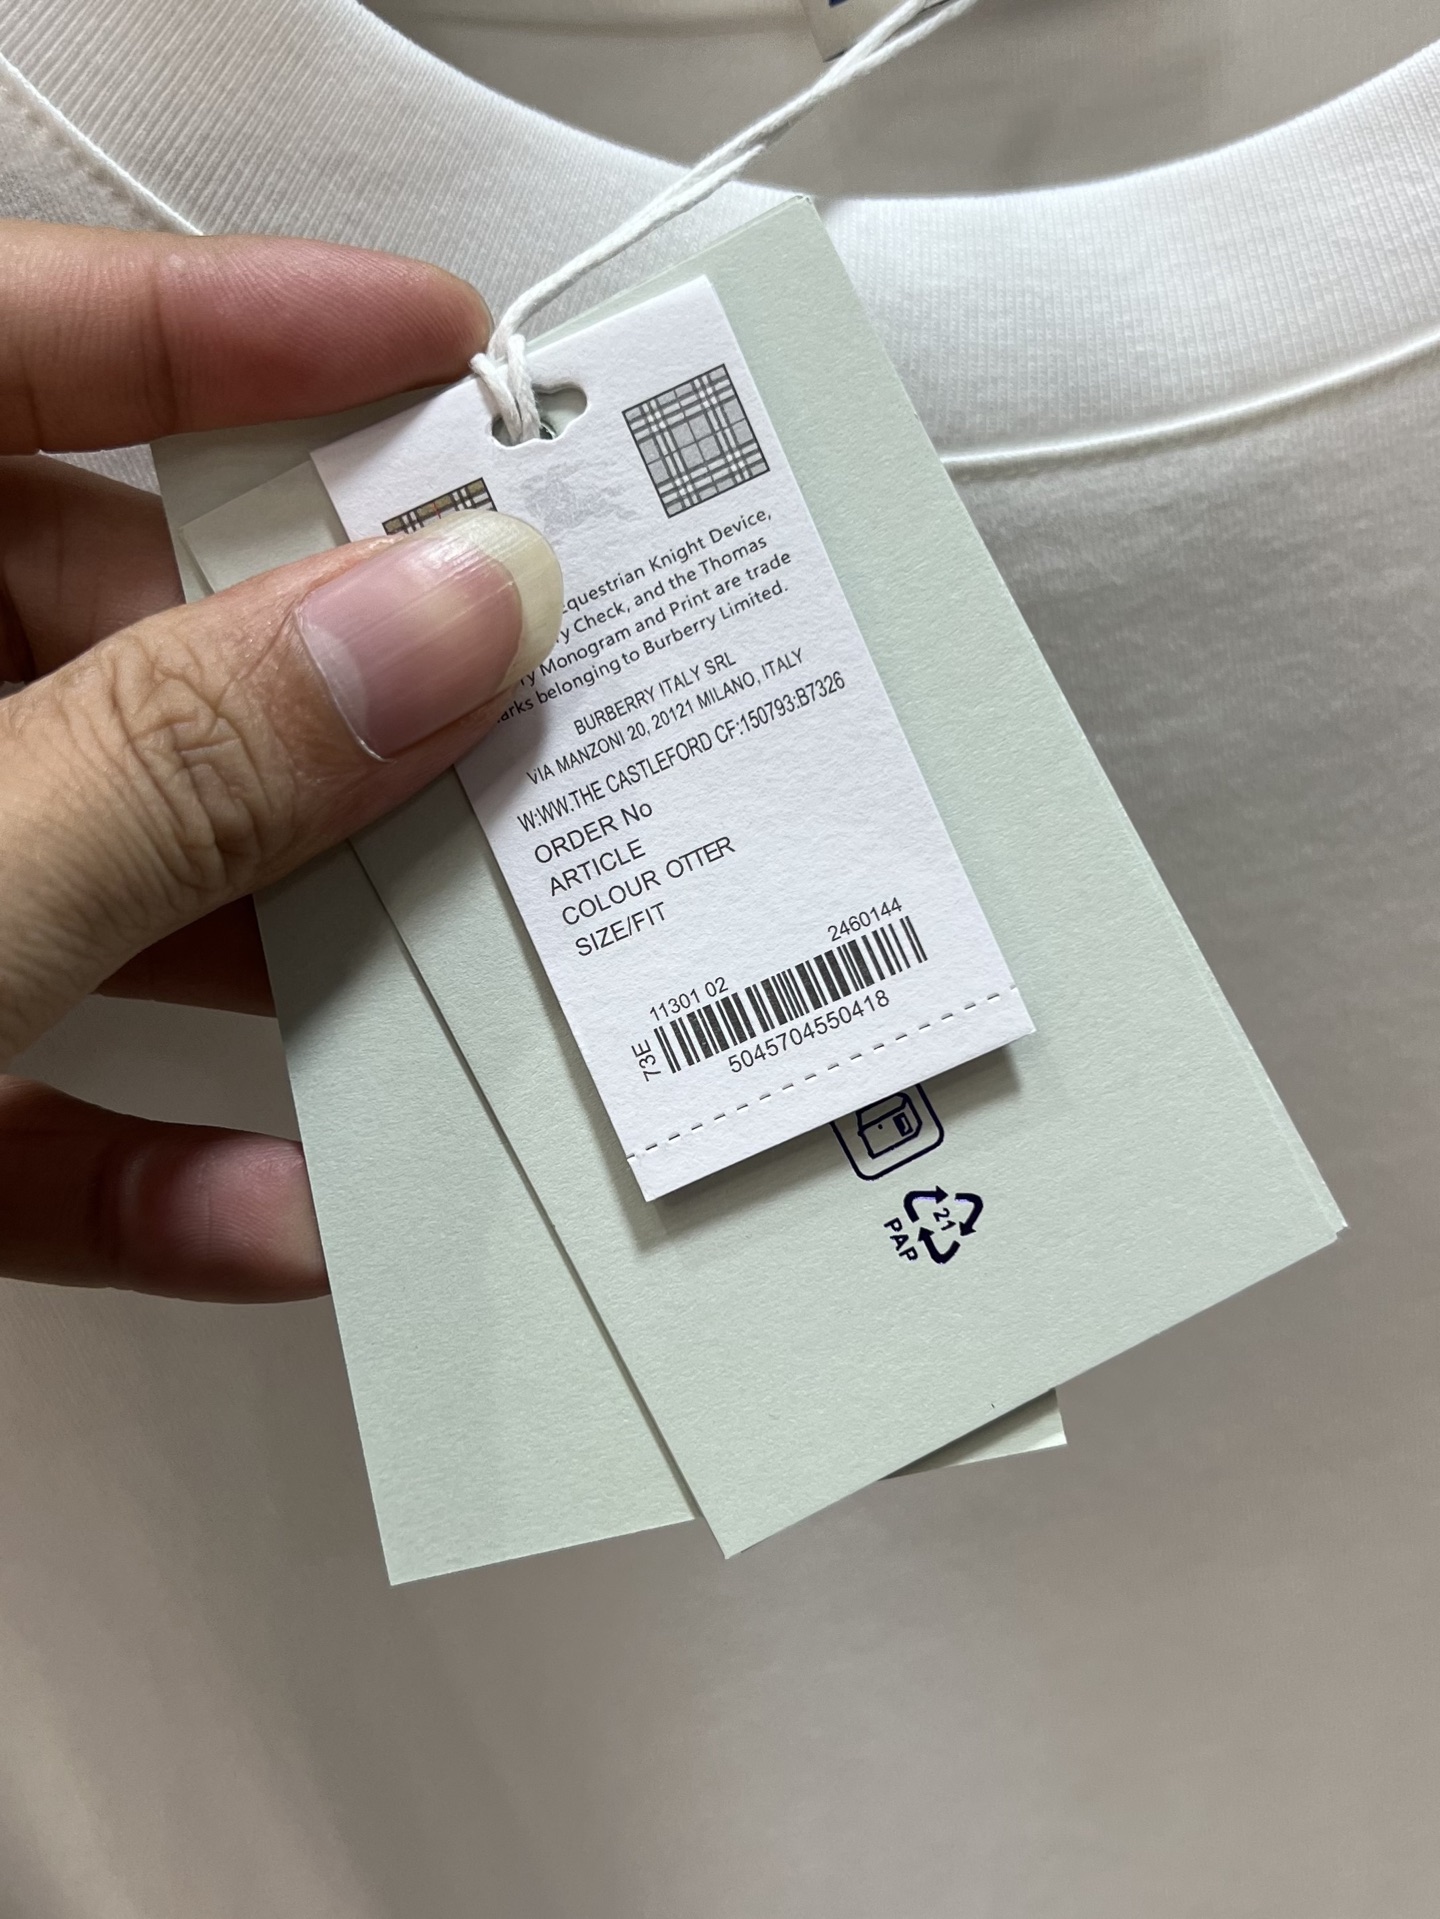 Equestrian Knight Device,
Check, and the Thomas
Monogram and Print are trade
belonging to Burberry Limited.
BURBERRY ITALY SRL
VIA MANZONI 20, 20121 MILANO, ITALY
W:WW.THE CASTLEFORD CF:150793:B7326
ORDER No
ARTICLE
COLOUR OTTER
SIZE/FIT
11301 02 2460144
73E
5045704550418
21
PAP